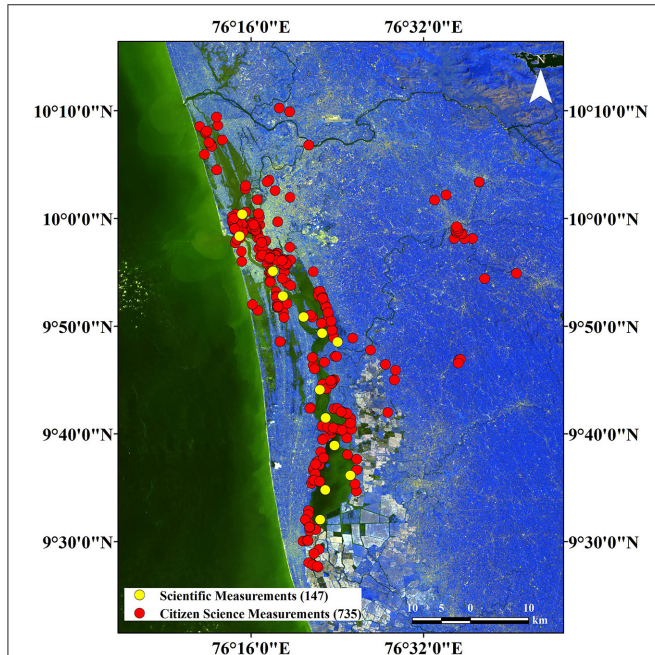 76°16'0"E 76°32'0"E
N
10°10'0"N 10°10'0"N
10°0'0"N 10°0'0"N
9°50'0"N 9°50'0"N
9°40'0"N 9°40'0"N
9°30'0"N 9°30'0"N
Scientific Measurements (147)
Citizen Science Measurements (735)
10 5 0 10
km
76°16'0"E 76°32'0"E